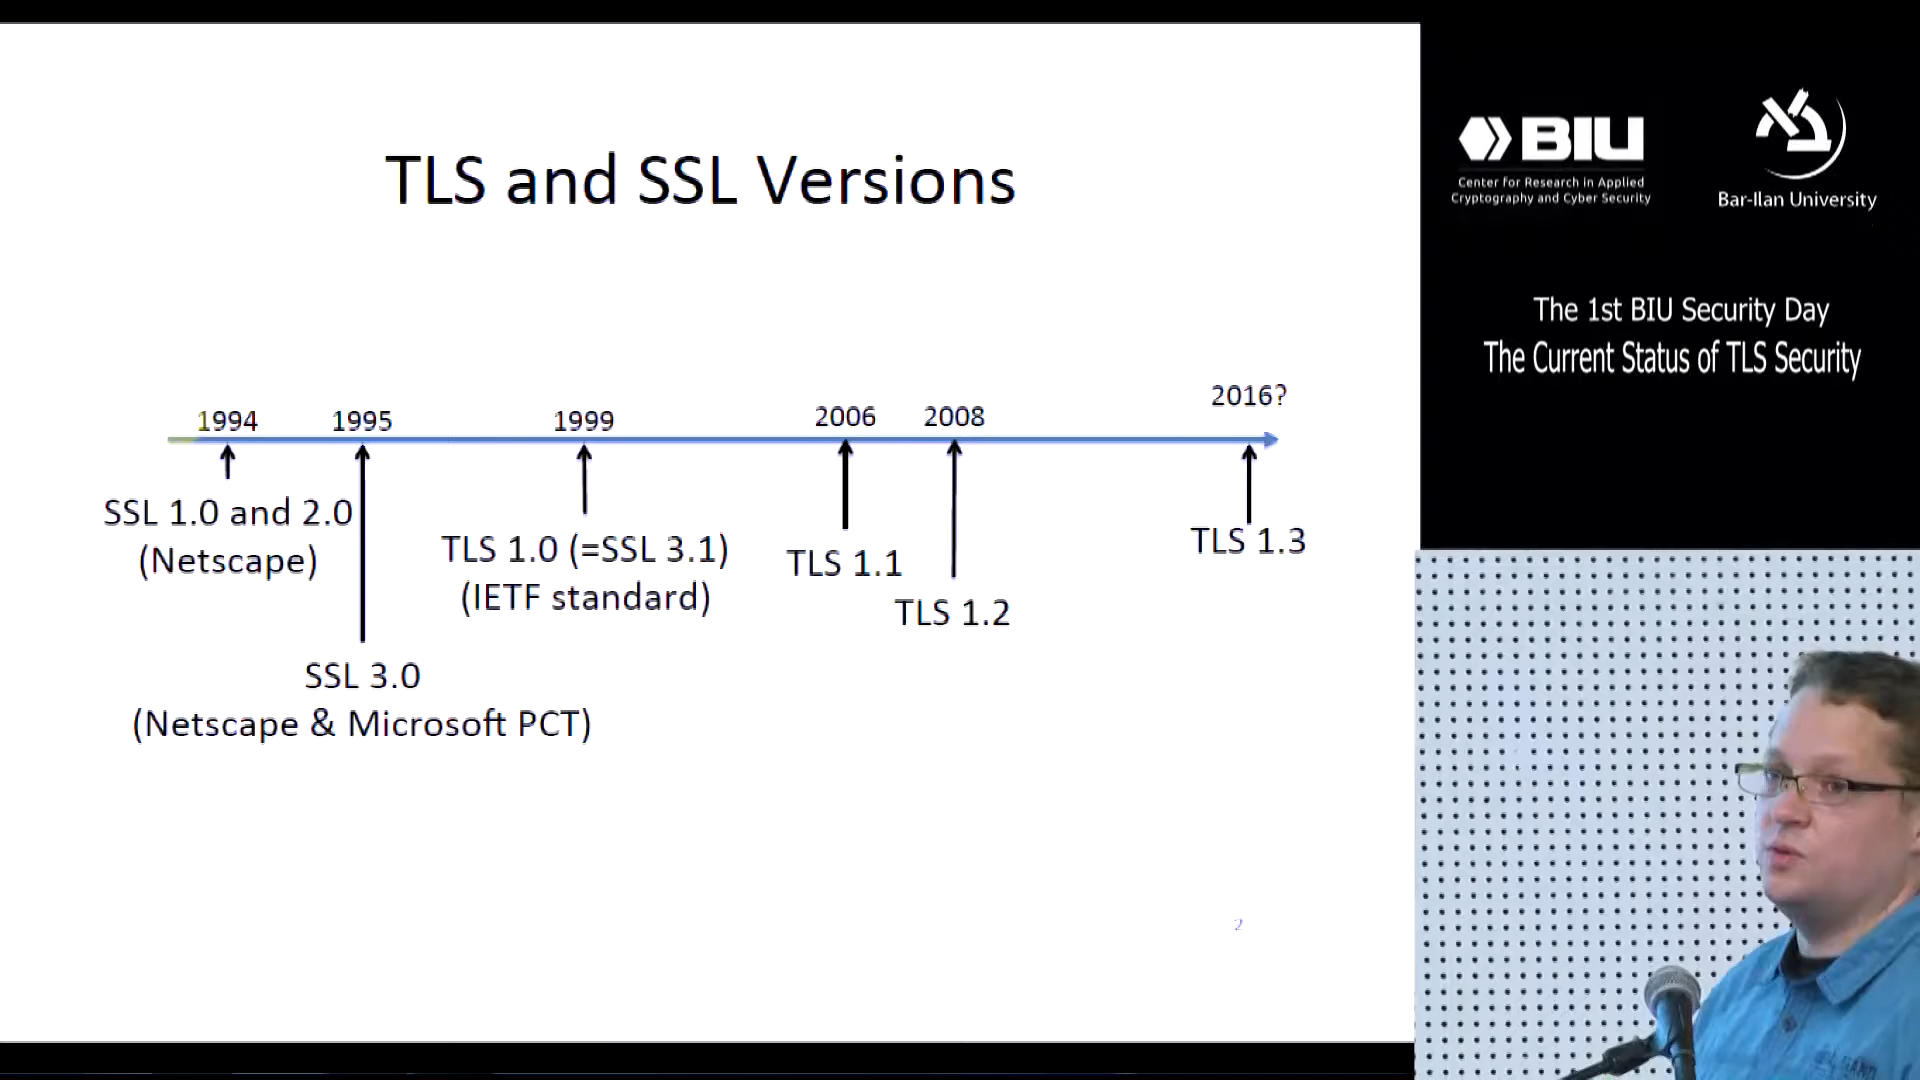 TLS and SSL Versions
1994
1995
1999
2006
2008
2016?
SSL 1.0 and 2.0
(Netscape)
SSL 3.0
(Netscape & Microsoft PCT)
TLS 1.0 (=SSL 3.1)
(IETF standard)
TLS 1.1
TLS 1.2
TLS 1.3
2
BIU
Center for Research in Applied
Cryptography and Cyber Security
Bar-Ilan University
The 1st BIU Security Day
The Current Status of TLS Security